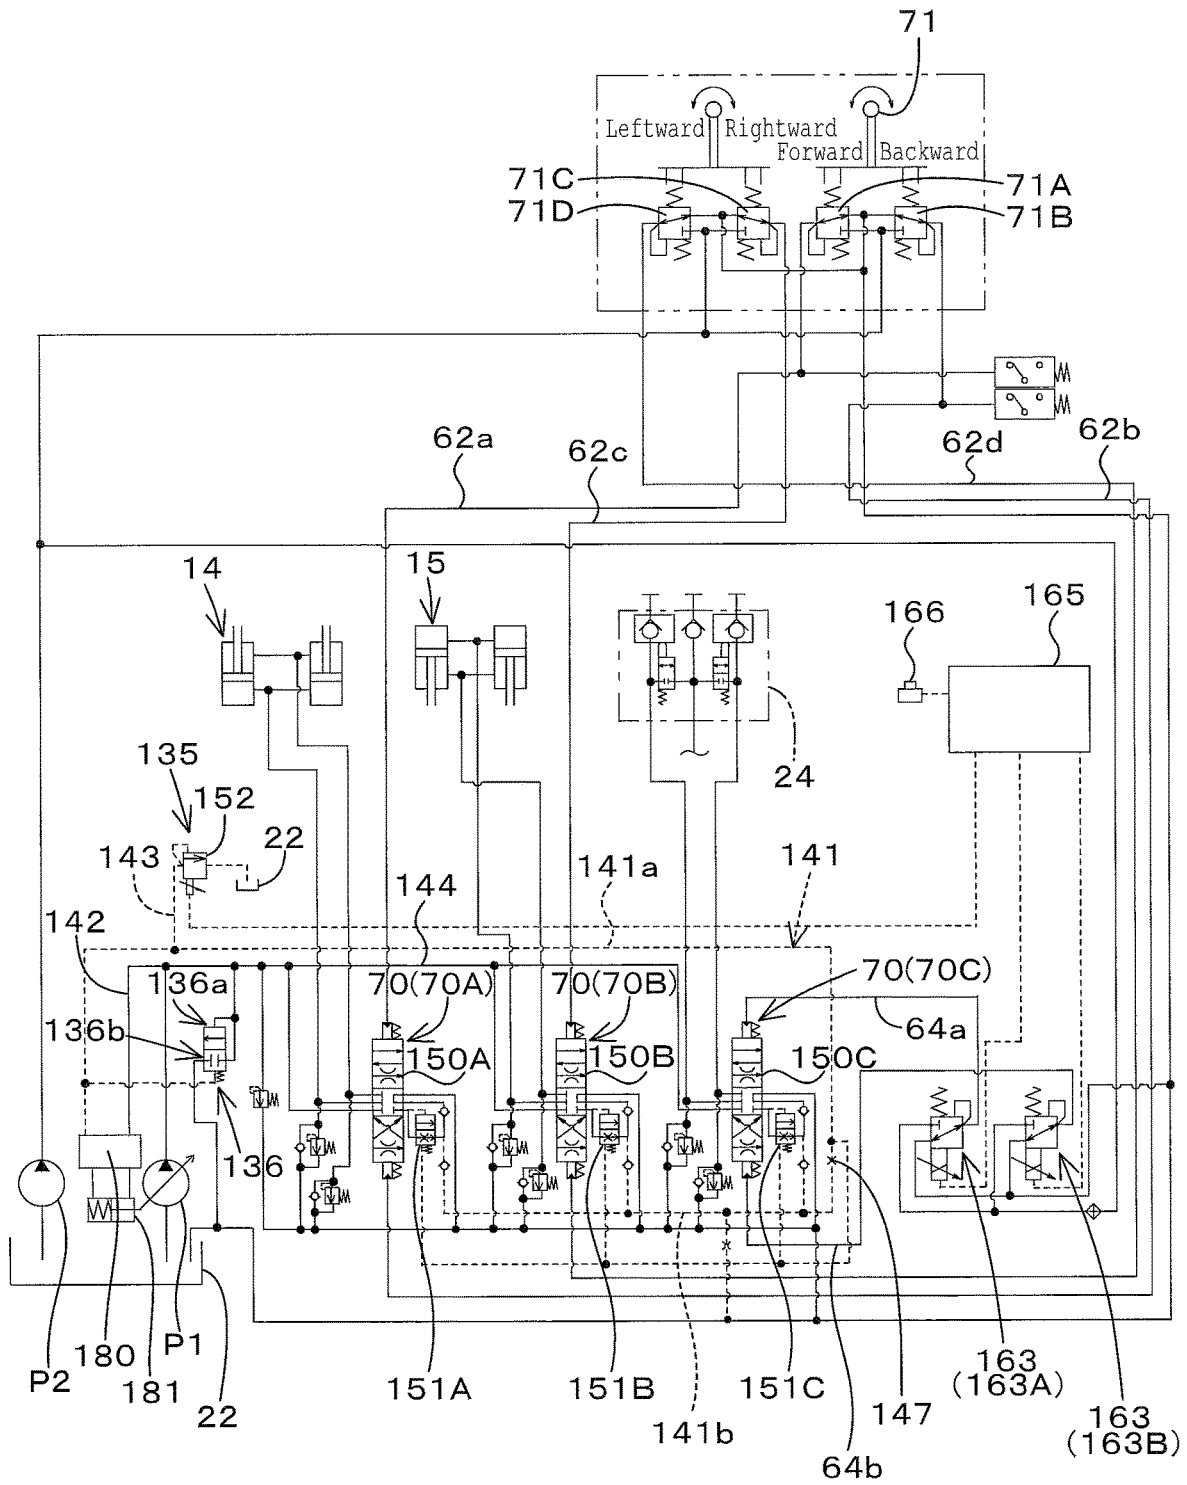 71
Leftward Rightward
Forward Backward
71C
71D
71A
71B
62a
62c
62d
62b
14
15
166
165
24
135
152
143
22
141a
141
144
142
136a
136b
70(70A)
70(70B)
70(70C)
64a
150A
150B
150C
136
180
181
P1
P2
22
151A
151B
151C
141b
147
64b
163
(163A)
163
(163B)